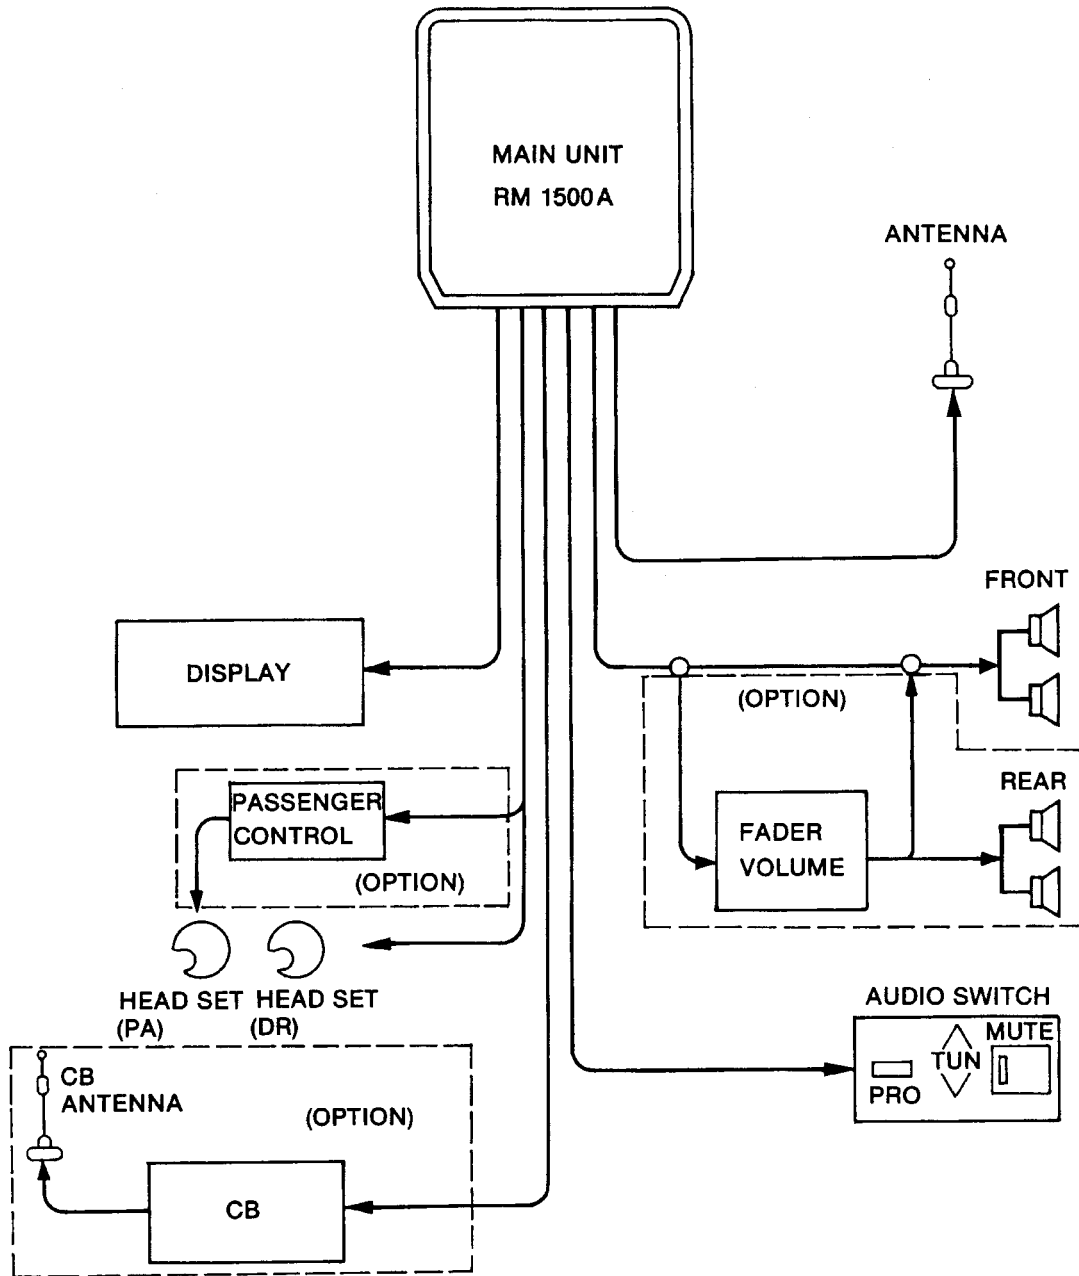 MAIN UNIT
RM 1500A
ANTENNA
FRONT
DISPLAY
(OPTION)
PASSENGER
CONTROL
(OPTION)
REAR
FADER
VOLUME
HEAD SET
(PA)
HEAD SET
(DR)
AUDIO SWITCH
MUTE
TUN
PRO
CB
ANTENNA
(OPTION)
CB